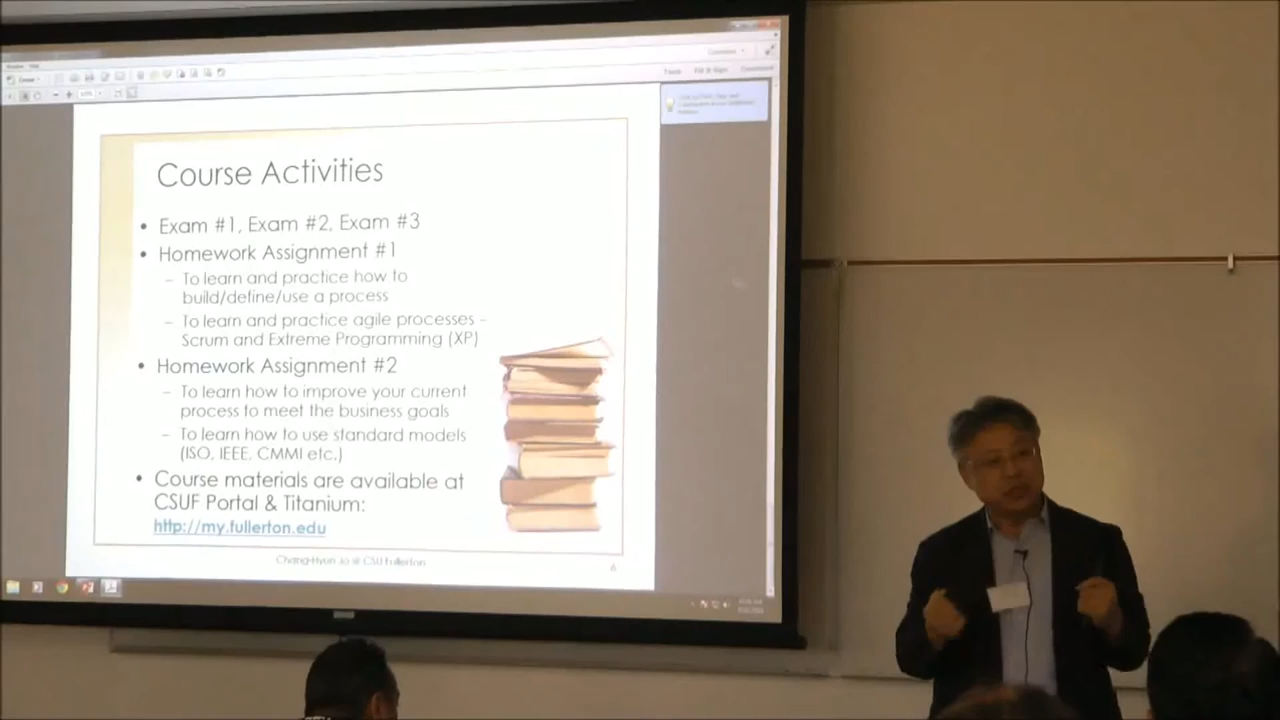 Course Activities
• Exam #1, Exam #2, Exam #3
• Homework Assignment #1
– To learn and practice how to
build/define/use a process
– To learn and practice agile processes –
Scrum and Extreme Programming (XP)
• Homework Assignment #2
– To learn how to improve your current
process to meet the business goals
– To learn how to use standard models
(ISO, IEEE, CMMI etc.)
• Course materials are available at
CSUF Portal & Titanium:
http://my.fullerton.edu
Chang-Hyun Jo @ CSU Fullerton
6